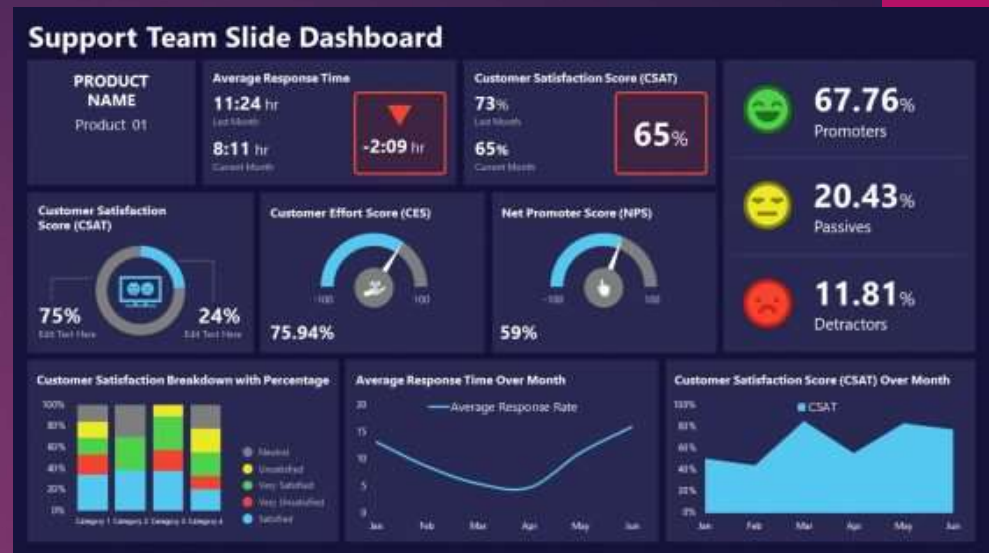 Support Team Slide Dashboard
PRODUCT
NAME
Product 01
Average Response Time
11:24 hr
Last Month
8:11 hr
Current Month
-2:09 hr
Customer Satisfaction Score (CSAT)
73%
Last Month
65%
Current Month
65%
67.76%
Promoters
20.43%
Passives
11.81%
Detractors
Customer Satisfaction
Score (CSAT)
75%
Edit Text Here
24%
Edit Text Here
Customer Effort Score (CES)
-100
100
75.94%
Net Promoter Score (NPS)
-100
100
59%
Customer Satisfaction Breakdown with Percentage
100%
80%
60%
40%
20%
0%
Category 1 Category 2 Category 3 Category 4
Neutral
Unsatisfied
Very Satisfied
Very Unsatisfied
Satisfied
Average Response Time Over Month
Average Response Rate
20
15
10
5
0
Jan Feb Mar Apr May Jun
Customer Satisfaction Score (CSAT) Over Month
CSAT
100%
80%
60%
40%
20%
0%
Jan Feb Mar Apr May Jun